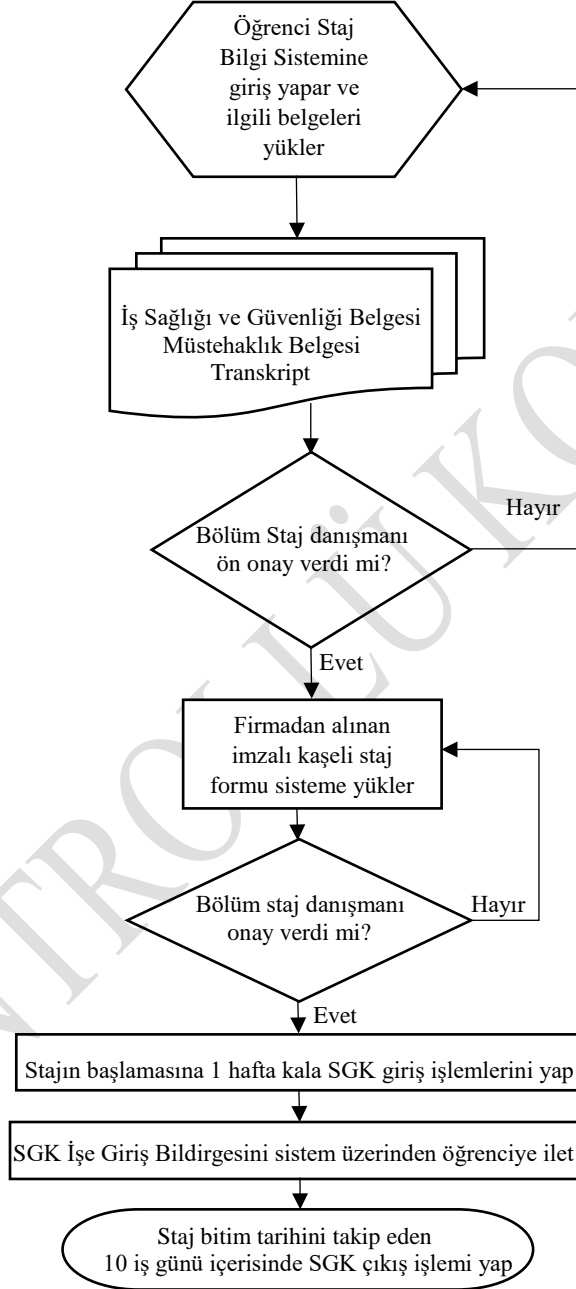 Öğrenci Staj
Bilgi Sistemine
giriş yapar ve
ilgili belgeleri
yükler
İş Sağlığı ve Güvenliği Belgesi
Müstehaklık Belgesi
Transkript
Bölüm Staj danışmanı
ön onay verdi mi?
Hayır
Evet
Firmadan alınan
imzalı kaşeli staj
formu sisteme yükler
Bölüm staj danışmanı
onay verdi mi?
Hayır
Evet
Stajın başlamasına 1 hafta kala SGK giriş işlemlerini yap
SGK İşe Giriş Bildirgesini sistem üzerinden öğrenciye ilet
Staj bitim tarihini takip eden
10 iş günü içerisinde SGK çıkış işlemi yap